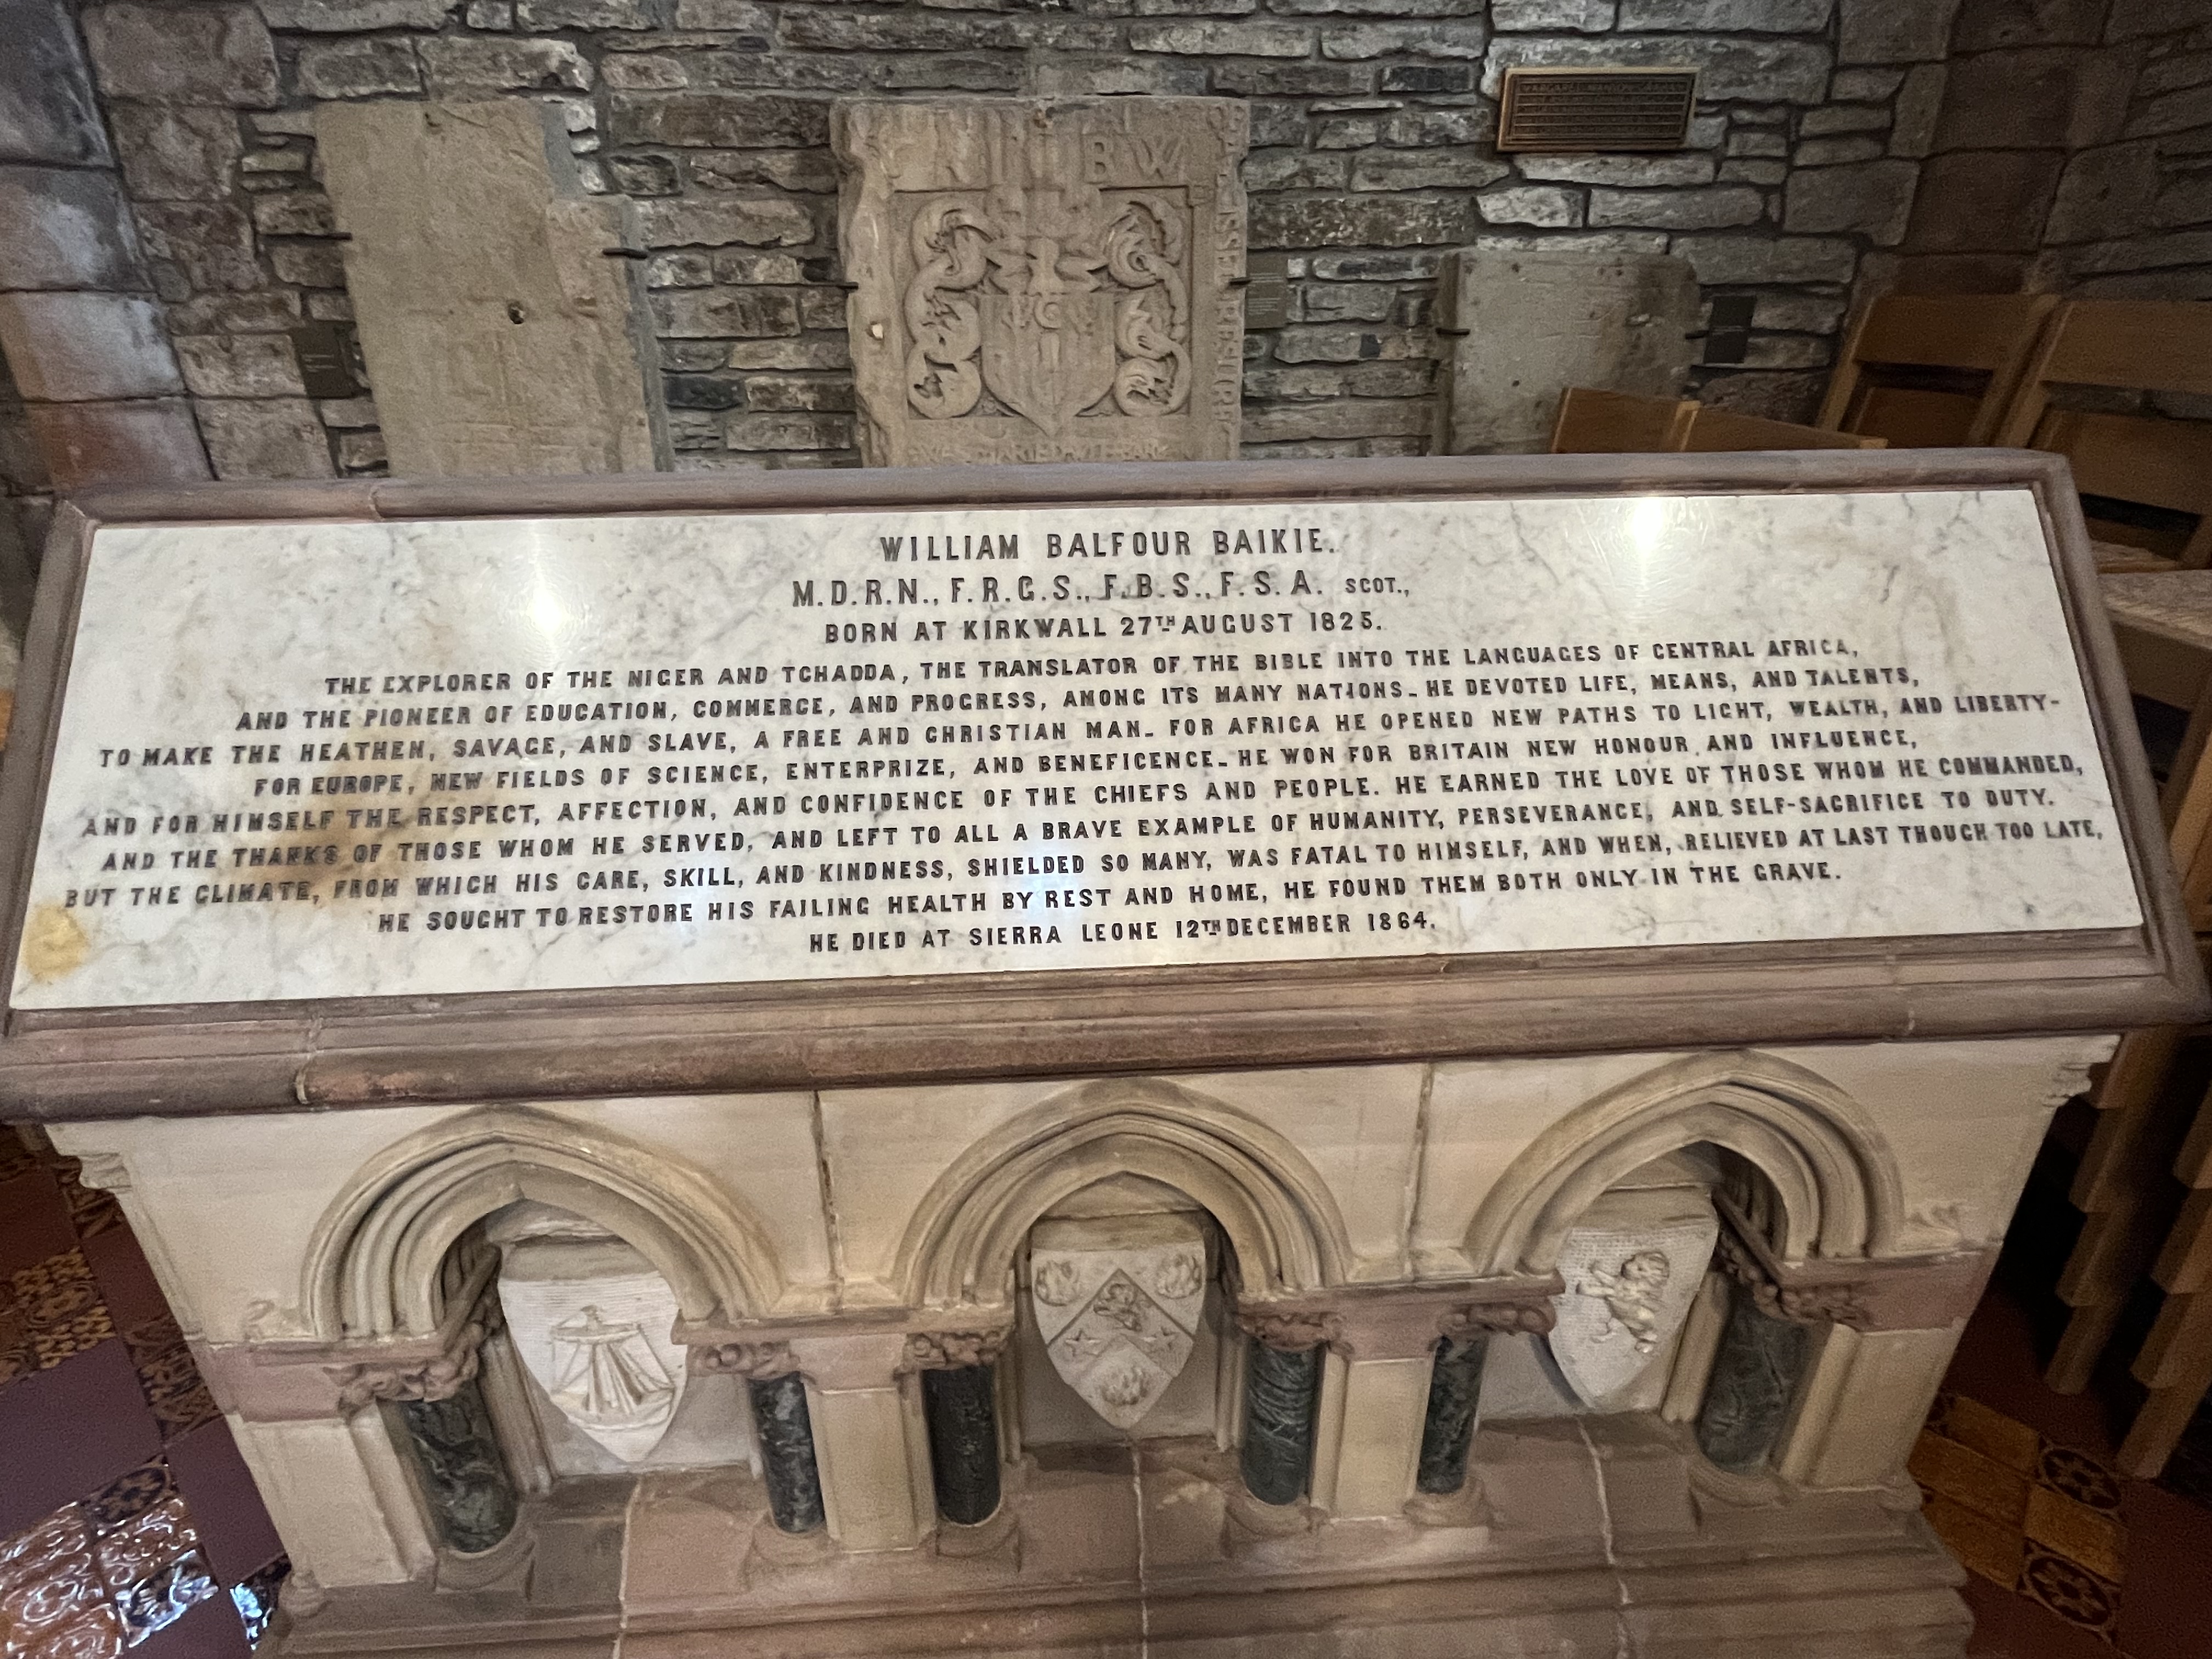 B W
WILLIAM BALFOUR BAIKIE.
M.D.R.N., F.R.G.S., F.B.S., F.S.A. SCOT.,
BORN AT KIRKWALL 27TH AUGUST 1825.
THE EXPLORER OF THE NIGER AND TCHADDA, THE TRANSLATOR OF THE BIBLE INTO THE LANGUAGES OF CENTRAL AFRICA,
AND THE PIONEER OF EDUCATION, COMMERCE, AND PROGRESS, AMONG ITS MANY NATIONS_ HE DEVOTED LIFE, MEANS, AND TALENTS,
TO MAKE THE HEATHEN, SAVAGE, AND SLAVE, A FREE AND CHRISTIAN MAN_ FOR AFRICA HE OPENED NEW PATHS TO LIGHT, WEALTH, AND LIBERTY-
FOR EUROPE, NEW FIELDS OF SCIENCE, ENTERPRIZE, AND BENEFICENCE_ HE WON FOR BRITAIN NEW HONOUR AND INFLUENCE,
AND FOR HIMSELF THE RESPECT, AFFECTION, AND CONFIDENCE OF THE CHIEFS AND PEOPLE. HE EARNED THE LOVE OF THOSE WHOM HE COMMANDED,
AND THE THANKS OF THOSE WHOM HE SERVED, AND LEFT TO ALL A BRAVE EXAMPLE OF HUMANITY, PERSEVERANCE, AND SELF-SACRIFICE TO DUTY.
BUT THE CLIMATE, FROM WHICH HIS CARE, SKILL, AND KINDNESS, SHIELDED SO MANY, WAS FATAL TO HIMSELF, AND WHEN, RELIEVED AT LAST THOUGH TOO LATE,
HE SOUGHT TO RESTORE HIS FAILING HEALTH BY REST AND HOME, HE FOUND THEM BOTH ONLY IN THE GRAVE.
HE DIED AT SIERRA LEONE 12TH DECEMBER 1864.